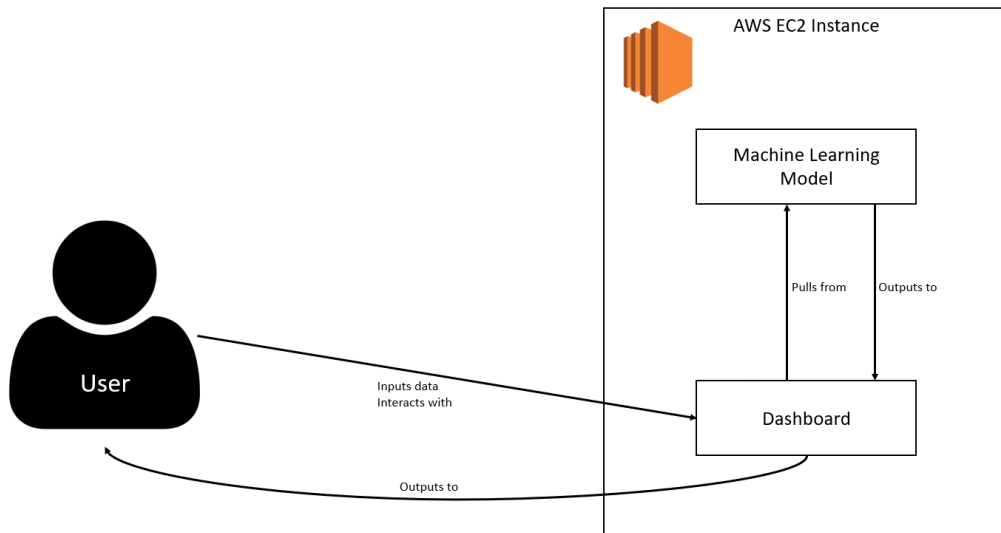 AWS EC2 Instance
Machine Learning
Model
Pulls from
Outputs to
User
Inputs data
Interacts with
Dashboard
Outputs to